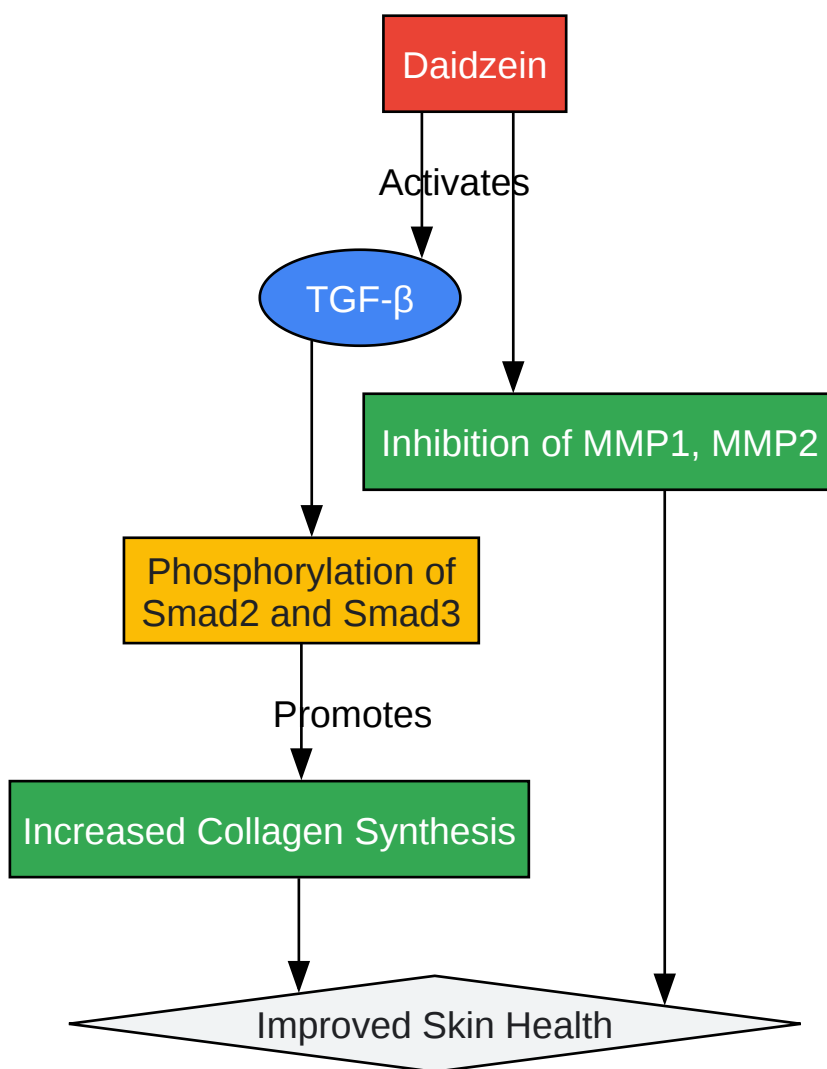 Daidzein
Activates
TGF-β
Inhibition of MMP1, MMP2
Phosphorylation of
Smad2 and Smad3
Promotes
Increased Collagen Synthesis
Improved Skin Health